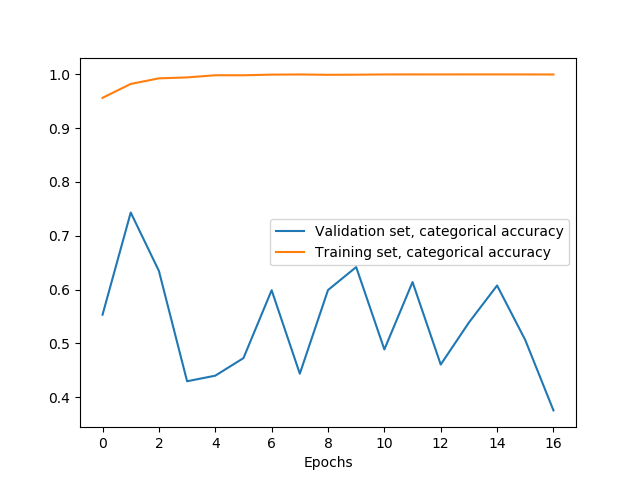 1.0
0.9
0.8
0.7
0.6
0.5
0.4
Validation set, categorical accuracy
Training set, categorical accuracy
0 2 4 6 8 10 12 14 16
Epochs